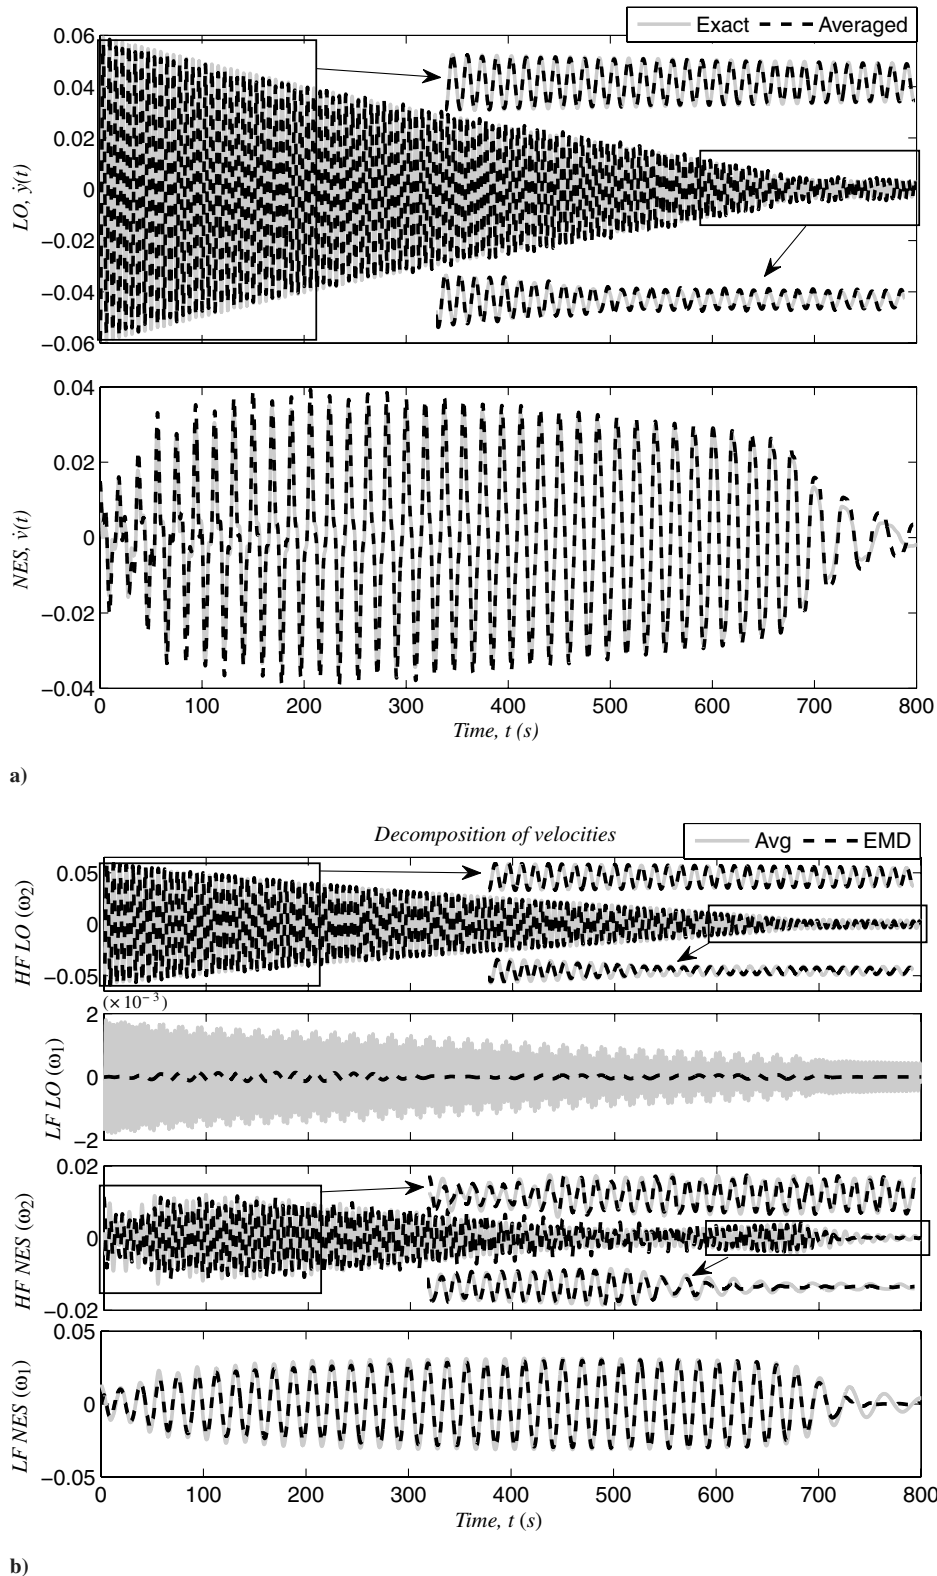 Exact Averaged
0.06
0.04
0.02
0
−0.02
−0.04
−0.06
LO, ẏ(t)
0.04
0.02
0
−0.02
−0.04
NES, v̇(t)
0 100 200 300 400 500 600 700 800
Time, t (s)
a)
Decomposition of velocities
Avg EMD
0.05
0
−0.05
HF LO (ω₂)
(×10⁻³)
2
0
−2
LF LO (ω₁)
0.02
0
−0.02
HF NES (ω₂)
0.05
0
−0.05
LF NES (ω₁)
0 100 200 300 400 500 600 700 800
Time, t (s)
b)